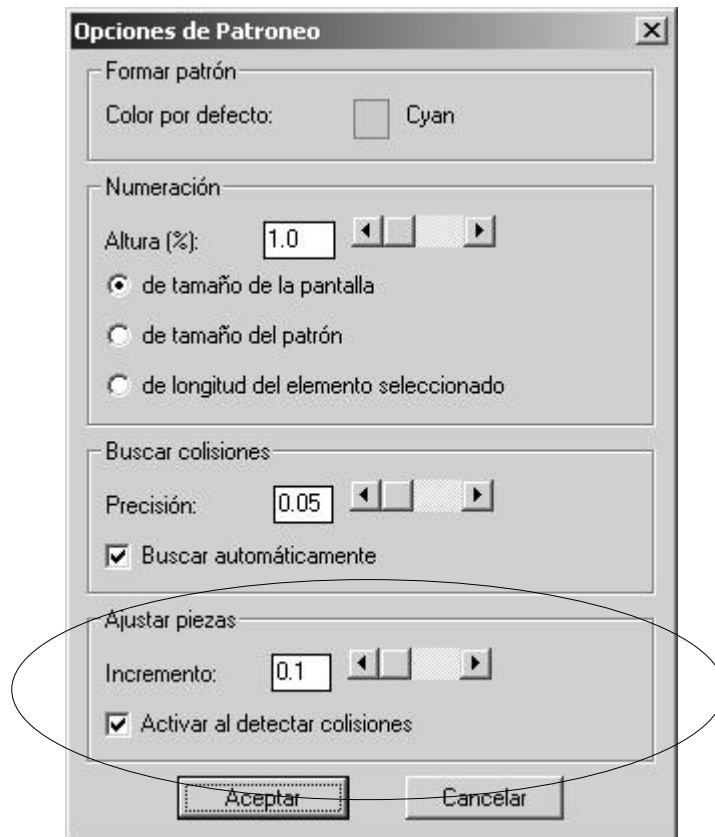 Opciones de Patroneo
Formar patrón
Color por defecto: Cyan
Numeración
Altura (%): 1.0
de tamaño de la pantalla
de tamaño del patrón
de longitud del elemento seleccionado
Buscar colisiones
Precisión: 0.05
Buscar automáticamente
Ajustar piezas
Incremento: 0.1
Activar al detectar colisiones
Aceptar Cancelar